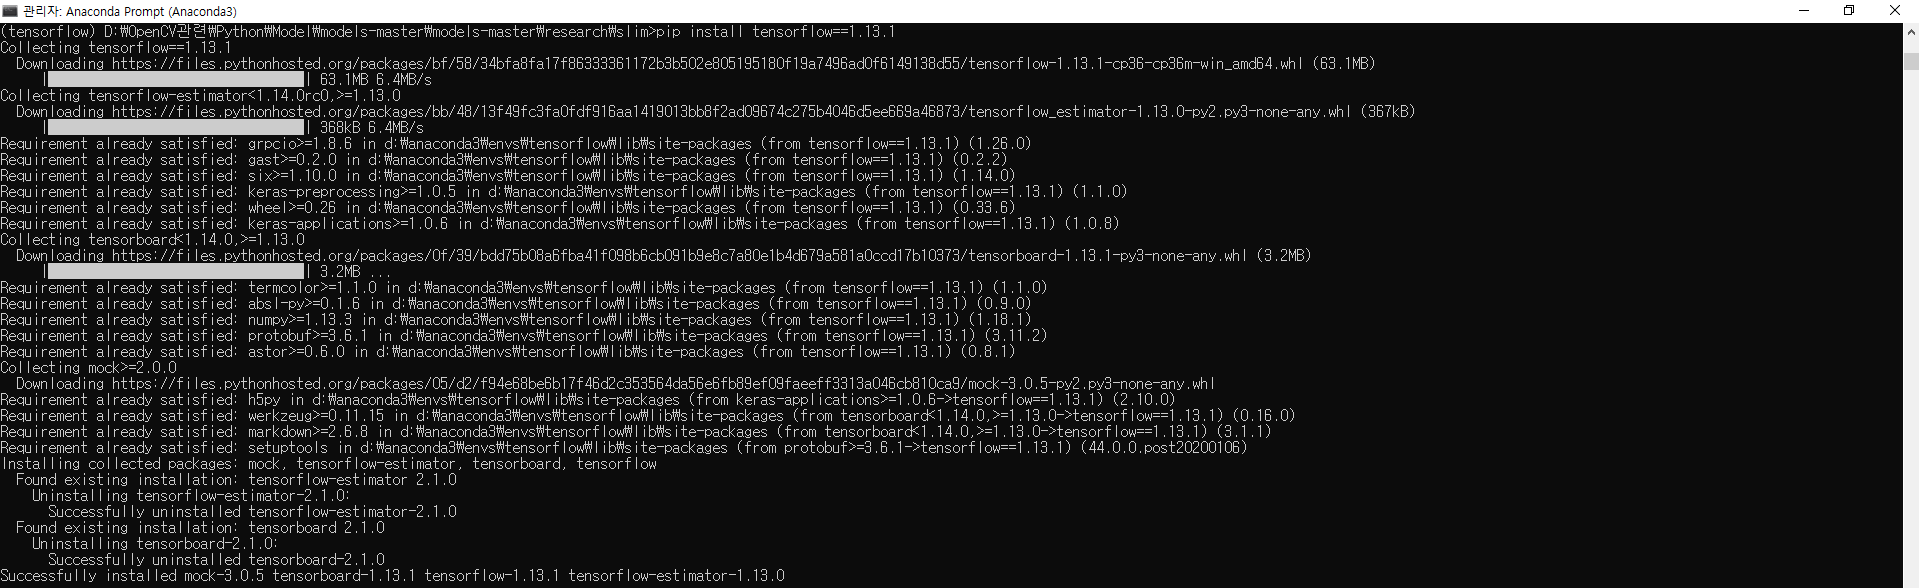 관리자: Anaconda Prompt (Anaconda3)
(tensorflow) D:₩OpenCV관련₩Python₩Model₩models-master₩models-master₩research₩slim>pip install tensorflow==1.13.1
Collecting tensorflow==1.13.1
Downloading https://files.pythonhosted.org/packages/bf/58/34bfa8fa17f86333361172b3b502e805195180f19a7496ad0f6149138d55/tensorflow-1.13.1-cp36-cp36m-win_amd64.whl (63.1MB)
| | 63.1MB 6.4MB/s
Collecting tensorflow-estimator<1.14.0rc0,>=1.13.0
Downloading https://files.pythonhosted.org/packages/bb/48/13f49fc3fa0fdf916aa1419013bb8f2ad09674c275b4046d5ee669a46873/tensorflow_estimator-1.13.0-py2.py3-none-any.whl (367kB)
| | 368kB 6.4MB/s
Requirement already satisfied: grpcio>=1.8.6 in d:₩anaconda3₩envs₩tensorflow₩lib₩site-packages (from tensorflow==1.13.1) (1.26.0)
Requirement already satisfied: gast>=0.2.0 in d:₩anaconda3₩envs₩tensorflow₩lib₩site-packages (from tensorflow==1.13.1) (0.2.2)
Requirement already satisfied: six>=1.10.0 in d:₩anaconda3₩envs₩tensorflow₩lib₩site-packages (from tensorflow==1.13.1) (1.14.0)
Requirement already satisfied: keras-preprocessing>=1.0.5 in d:₩anaconda3₩envs₩tensorflow₩lib₩site-packages (from tensorflow==1.13.1) (1.1.0)
Requirement already satisfied: wheel>=0.26 in d:₩anaconda3₩envs₩tensorflow₩lib₩site-packages (from tensorflow==1.13.1) (0.33.6)
Requirement already satisfied: keras-applications>=1.0.6 in d:₩anaconda3₩envs₩tensorflow₩lib₩site-packages (from tensorflow==1.13.1) (1.0.8)
Collecting tensorboard<1.14.0,>=1.13.0
Downloading https://files.pythonhosted.org/packages/0f/39/bdd75b08a6fba41f098b6cb091b9e8c7a80e1b4d679a581a0ccd17b10373/tensorboard-1.13.1-py3-none-any.whl (3.2MB)
| | 3.2MB ...
Requirement already satisfied: termcolor>=1.1.0 in d:₩anaconda3₩envs₩tensorflow₩lib₩site-packages (from tensorflow==1.13.1) (1.1.0)
Requirement already satisfied: absl-py>=0.1.6 in d:₩anaconda3₩envs₩tensorflow₩lib₩site-packages (from tensorflow==1.13.1) (0.9.0)
Requirement already satisfied: numpy>=1.13.3 in d:₩anaconda3₩envs₩tensorflow₩lib₩site-packages (from tensorflow==1.13.1) (1.18.1)
Requirement already satisfied: protobuf>=3.6.1 in d:₩anaconda3₩envs₩tensorflow₩lib₩site-packages (from tensorflow==1.13.1) (3.11.2)
Requirement already satisfied: astor>=0.6.0 in d:₩anaconda3₩envs₩tensorflow₩lib₩site-packages (from tensorflow==1.13.1) (0.8.1)
Collecting mock>=2.0.0
Downloading https://files.pythonhosted.org/packages/05/d2/f94e68be6b17f46d2c353564da56e6fb89ef09faeeff3313a046cb810ca9/mock-3.0.5-py2.py3-none-any.whl
Requirement already satisfied: h5py in d:₩anaconda3₩envs₩tensorflow₩lib₩site-packages (from keras-applications>=1.0.6->tensorflow==1.13.1) (2.10.0)
Requirement already satisfied: werkzeug>=0.11.15 in d:₩anaconda3₩envs₩tensorflow₩lib₩site-packages (from tensorboard<1.14.0,>=1.13.0->tensorflow==1.13.1) (0.16.0)
Requirement already satisfied: markdown>=2.6.8 in d:₩anaconda3₩envs₩tensorflow₩lib₩site-packages (from tensorboard<1.14.0,>=1.13.0->tensorflow==1.13.1) (3.1.1)
Requirement already satisfied: setuptools in d:₩anaconda3₩envs₩tensorflow₩lib₩site-packages (from protobuf>=3.6.1->tensorflow==1.13.1) (44.0.0.post20200106)
Installing collected packages: mock, tensorflow-estimator, tensorboard, tensorflow
Found existing installation: tensorflow-estimator 2.1.0
Uninstalling tensorflow-estimator-2.1.0:
Successfully uninstalled tensorflow-estimator-2.1.0
Found existing installation: tensorboard 2.1.0
Uninstalling tensorboard-2.1.0:
Successfully uninstalled tensorboard-2.1.0
Successfully installed mock-3.0.5 tensorboard-1.13.1 tensorflow-1.13.1 tensorflow-estimator-1.13.0